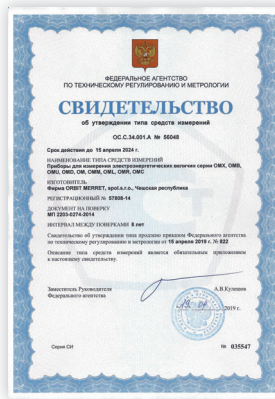 ФЕДЕРАЛЬНОЕ АГЕНТСТВО
ПО ТЕХНИЧЕСКОМУ РЕГУЛИРОВАНИЮ И МЕТРОЛОГИИ
СВИДЕТЕЛЬСТВО
об утверждении типа средств измерений
OC.C.34.001.A № 56048
Срок действия до 15 апреля 2024 г.
НАИМЕНОВАНИЕ ТИПА СРЕДСТВ ИЗМЕРЕНИЙ
Приборы для измерения электроэнергетических величин серии OMX, OMB,
OMU, OMD, OM, OMM, OML, OMR, OMC
ИЗГОТОВИТЕЛЬ
Фирма ORBIT MERRET, spol.s.r.o., Чешская республика
РЕГИСТРАЦИОННЫЙ № 57808-14
ДОКУМЕНТ НА ПОВЕРКУ
МП 2203-0274-2014
ИНТЕРВАЛ МЕЖДУ ПОВЕРКАМИ 5 лет
Свидетельство об утверждении типа продлено приказом Федерального агентства
по техническому регулированию и метрологии от 15 апреля 2019 г. № 822
Описание типа средств измерений является обязательным приложением
к настоящему свидетельству.
Заместитель Руководителя
Федерального агентства
А.В.Кулешов
2019 г.
Серия СИ
№ 035547